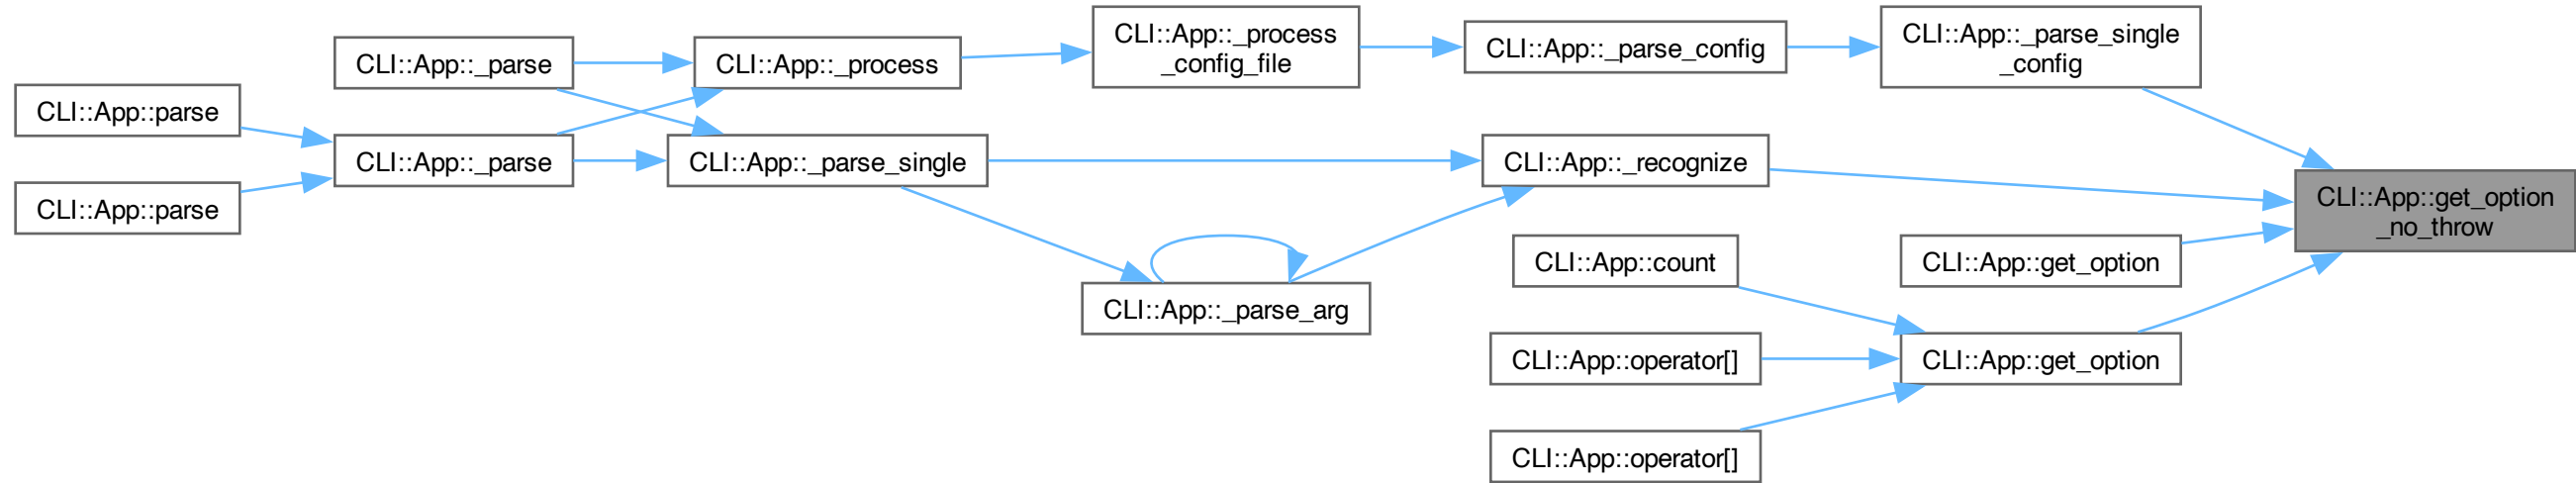 CLI::App::_process
_config_file
CLI::App::_parse_single
_config
CLI::App::_parse_config
CLI::App::_parse
CLI::App::_process
CLI::App::parse
CLI::App::_parse
CLI::App::_parse_single
CLI::App::_recognize
CLI::App::parse
CLI::App::get_option
_no_throw
CLI::App::count
CLI::App::get_option
CLI::App::_parse_arg
CLI::App::operator[]
CLI::App::get_option
CLI::App::operator[]